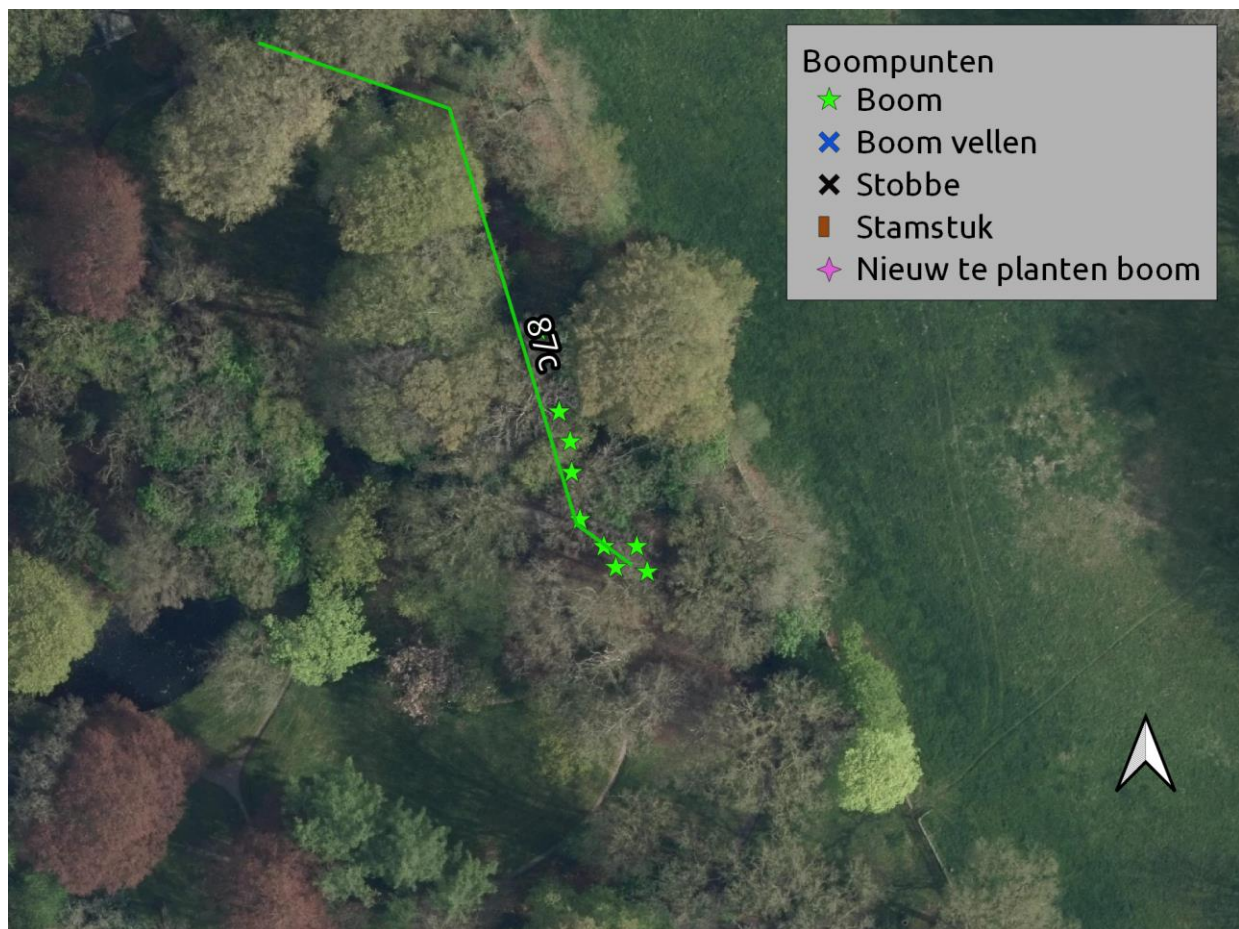 Boompunten
Boom
Boom vellen
Stobbe
Stamstuk
Nieuw te planten boom
87c